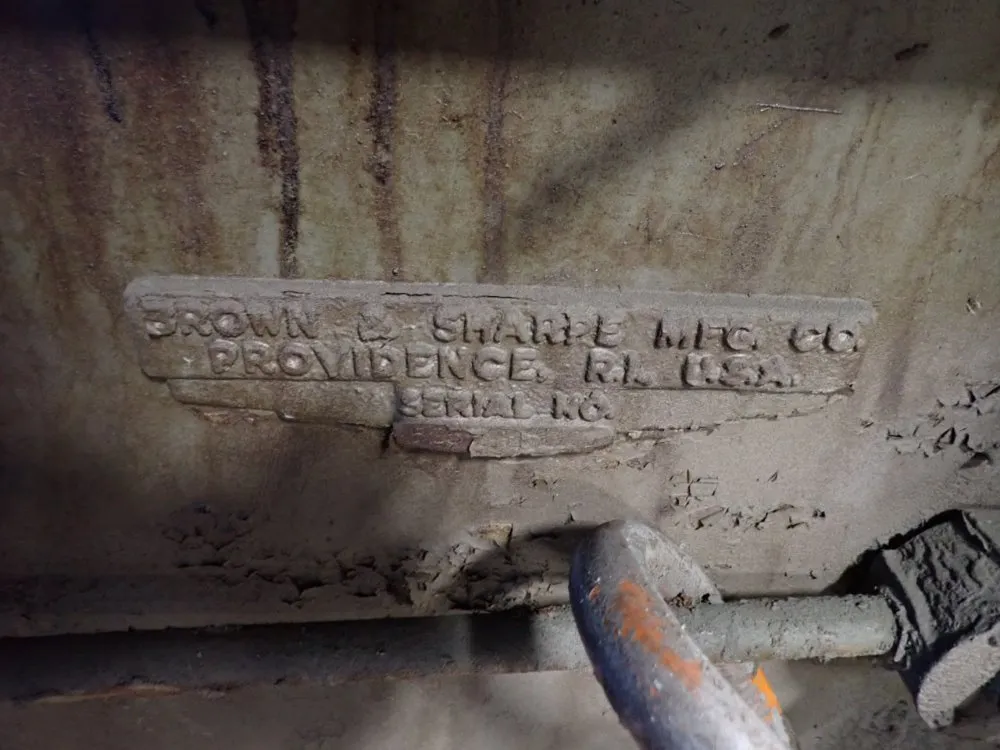 BROWN & SHARPE MFG. CO.
PROVIDENCE, R.I. U.S.A.
SERIAL NO.